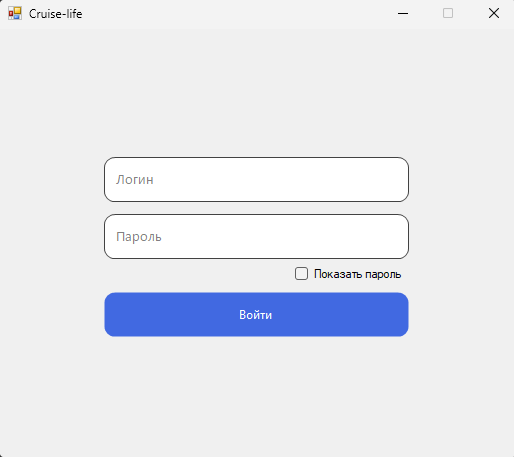 Cruise-life
Логин
Пароль
Показать пароль
Войти